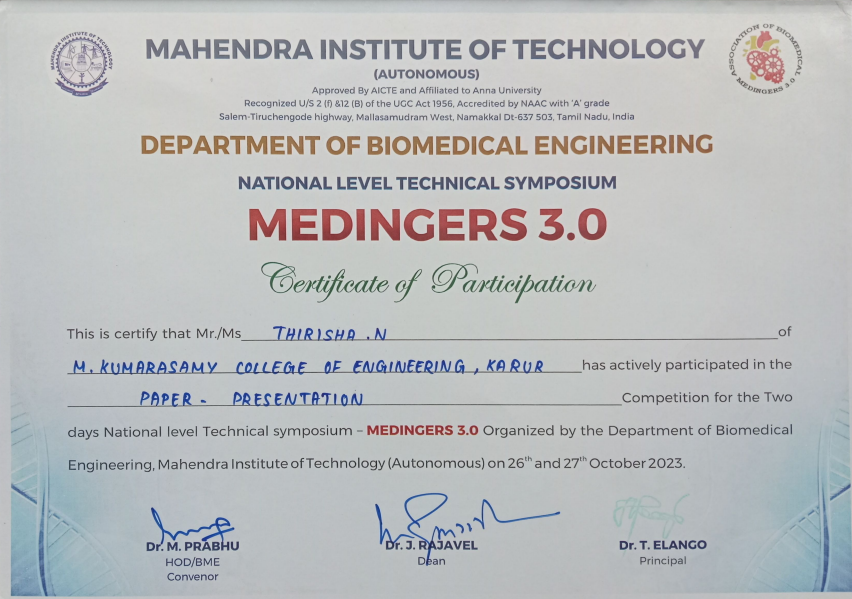 MAHENDRA INSTITUTE OF TECHNOLOGY
(AUTONOMOUS)
Approved By AICTE and Affiliated to Anna University
Recognized U/S 2 (f) &12 (B) of the UGC Act 1956, Accredited by NAAC with 'A' grade
Salem-Tiruchengode highway, Mallasamudram West, Namakkal Dt-637 503, Tamil Nadu, India
MAHENDRA INSTITUTE OF TECHNOLOGY
ASSOCIATION OF BIOMEDICAL
MEDINGERS 3.0
DEPARTMENT OF BIOMEDICAL ENGINEERING
NATIONAL LEVEL TECHNICAL SYMPOSIUM
MEDINGERS 3.0
Certificate of Participation
This is certify that Mr./Ms THIRISHA .N of
M. KUMARASAMY COLLEGE OF ENGINEERING, KARUR has actively participated in the
PAPER - PRESENTATION Competition for the Two
days National level Technical symposium – MEDINGERS 3.0 Organized by the Department of Biomedical
Engineering, Mahendra Institute of Technology (Autonomous) on 26th and 27th October 2023.
Dr. M. PRABHU
HOD/BME
Convenor
Dr. J. RAJAVEL
Dean
Dr. T. ELANGO
Principal